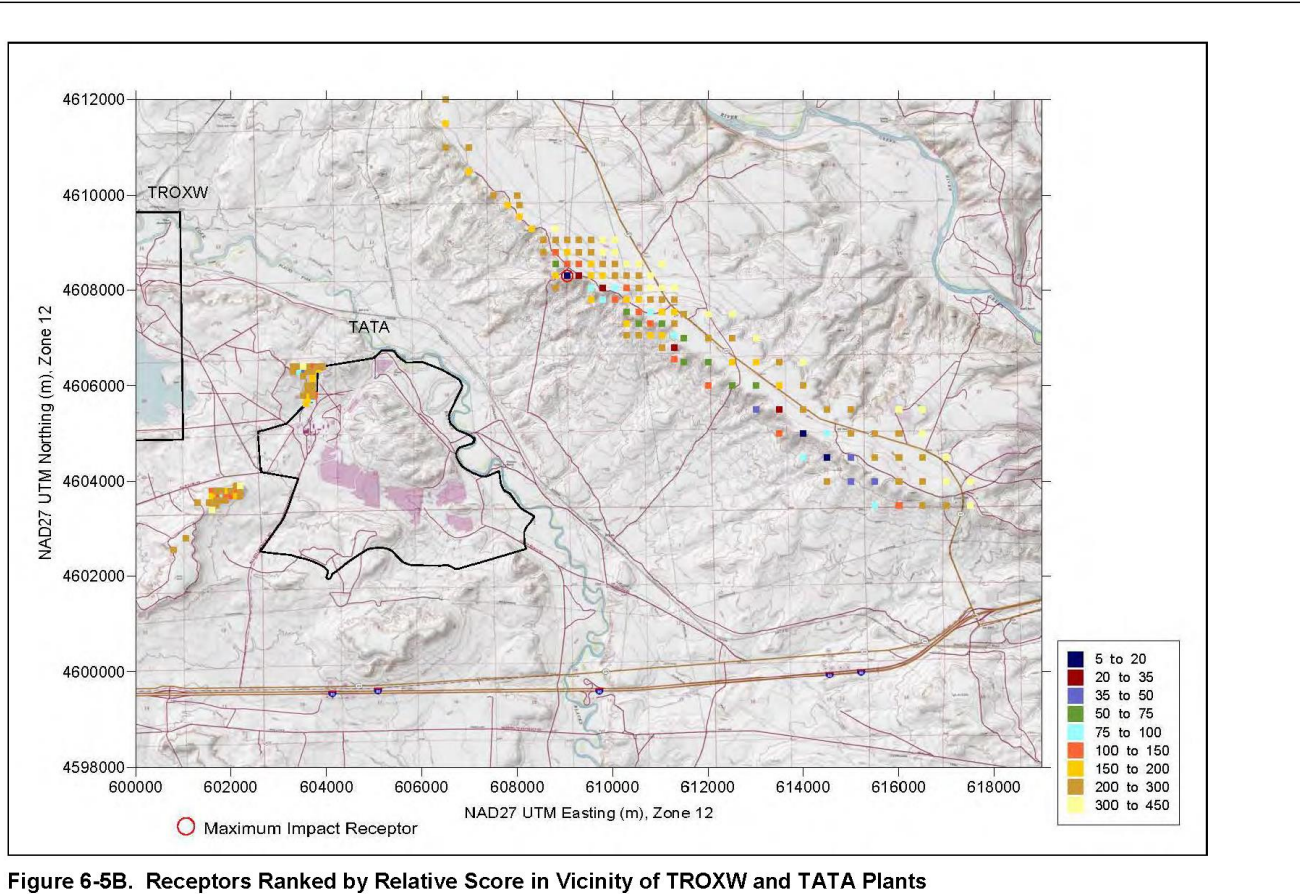 4612000
4610000
4608000
4606000
4604000
4602000
4600000
4598000
NAD27 UTM Northing (m), Zone 12
TROXW
TATA
RIVER
600000 602000 604000 606000 608000 610000 612000 614000 616000 618000
NAD27 UTM Easting (m), Zone 12
Maximum Impact Receptor
5 to 20
20 to 35
35 to 50
50 to 75
75 to 100
100 to 150
150 to 200
200 to 300
300 to 450
Figure 6-5B. Receptors Ranked by Relative Score in Vicinity of TROXW and TATA Plants